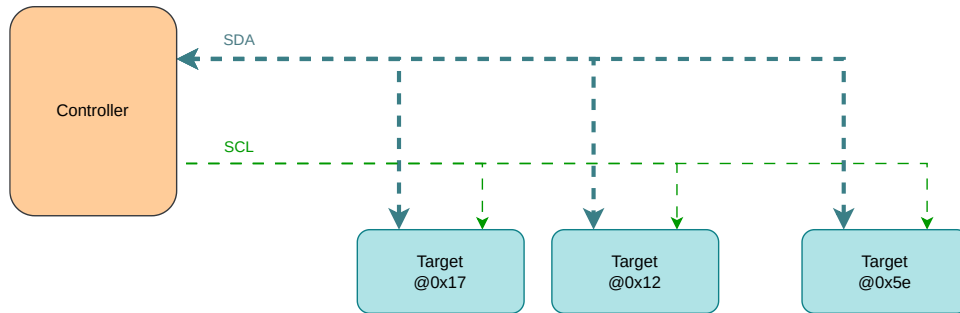 SDA
Controller
SCL
Target
@0x17
Target
@0x12
Target
@0x5e